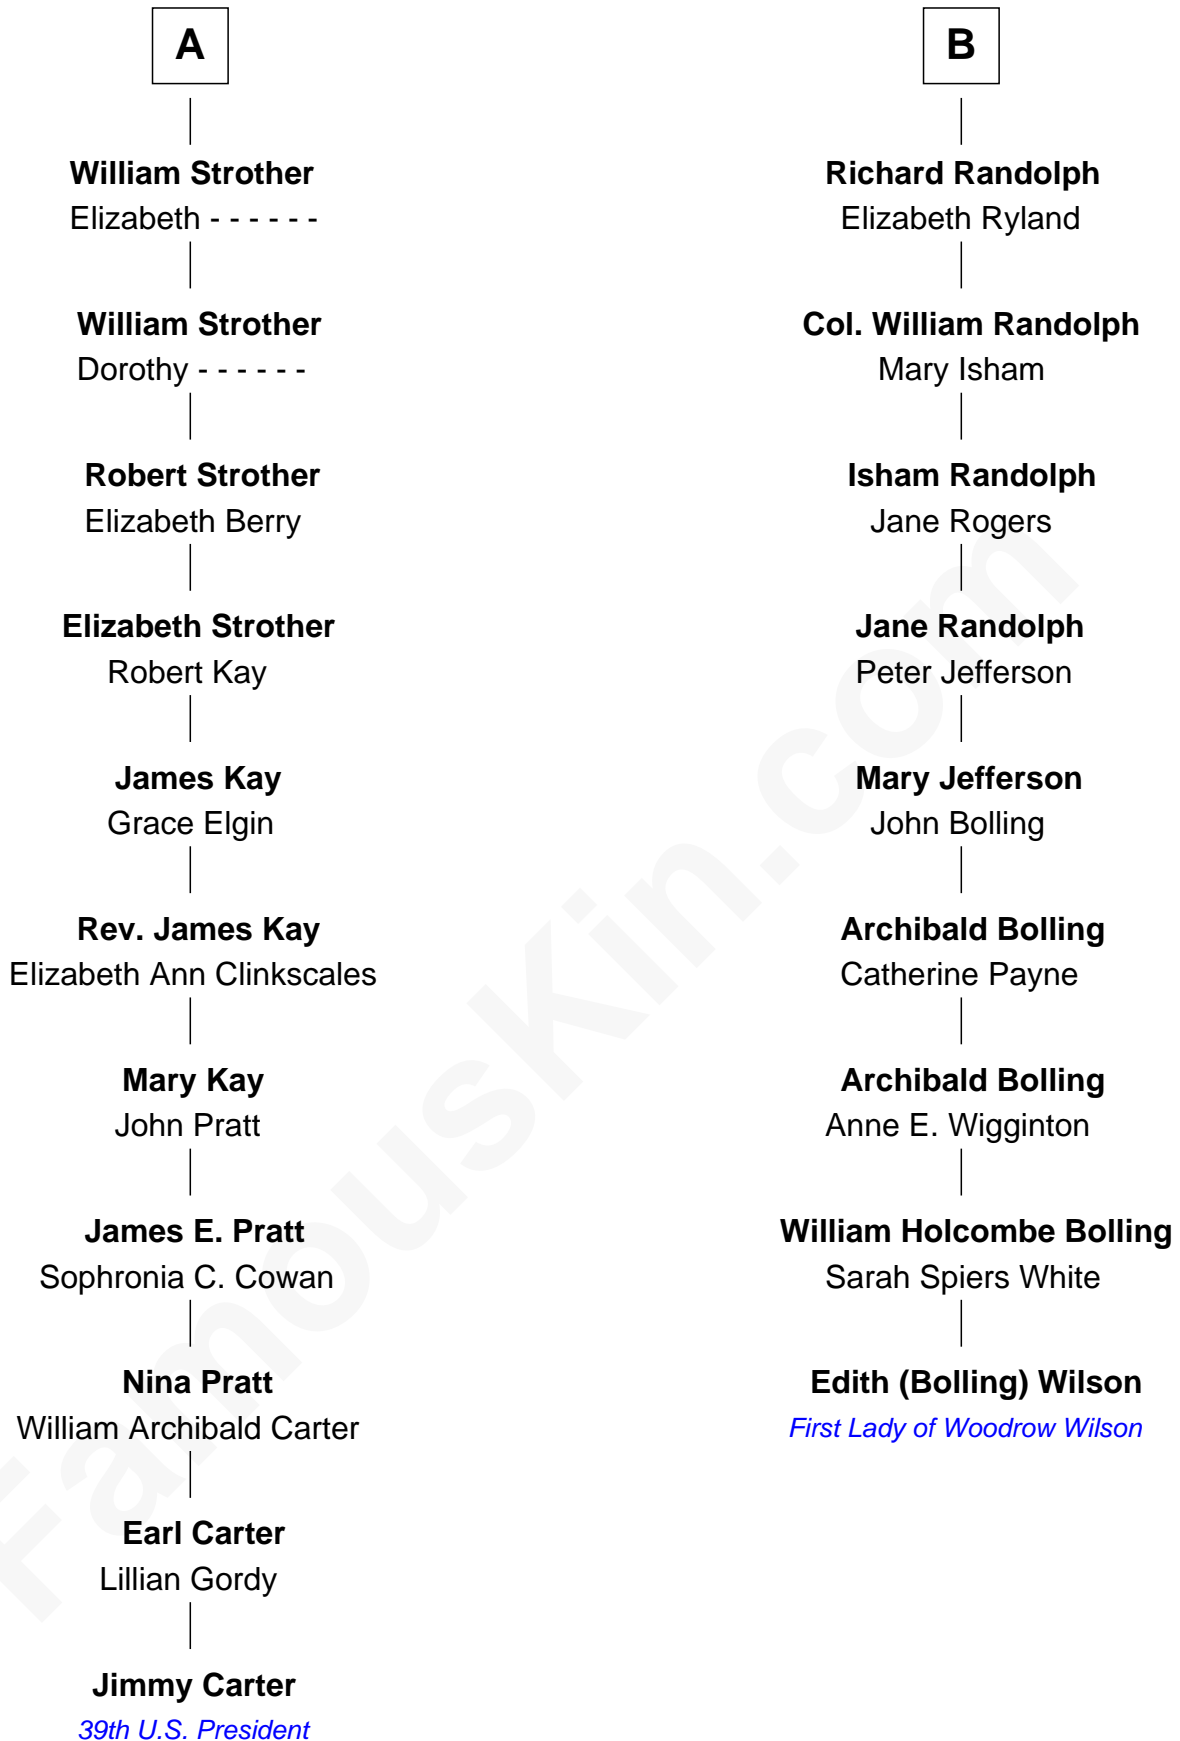 A
William Strother
Elizabeth - - - - - -
William Strother
Dorothy - - - - - -
Robert Strother
Elizabeth Berry
Elizabeth Strother
Robert Kay
James Kay
Grace Elgin
Rev. James Kay
Elizabeth Ann Clinkscales
Mary Kay
John Pratt
James E. Pratt
Sophronia C. Cowan
Nina Pratt
William Archibald Carter
Earl Carter
Lillian Gordy
Jimmy Carter
39th U.S. President
B
Richard Randolph
Elizabeth Ryland
Col. William Randolph
Mary Isham
Isham Randolph
Jane Rogers
Jane Randolph
Peter Jefferson
Mary Jefferson
John Bolling
Archibald Bolling
Catherine Payne
Archibald Bolling
Anne E. Wigginton
William Holcombe Bolling
Sarah Spiers White
Edith (Bolling) Wilson
First Lady of Woodrow Wilson
FamousKin.com